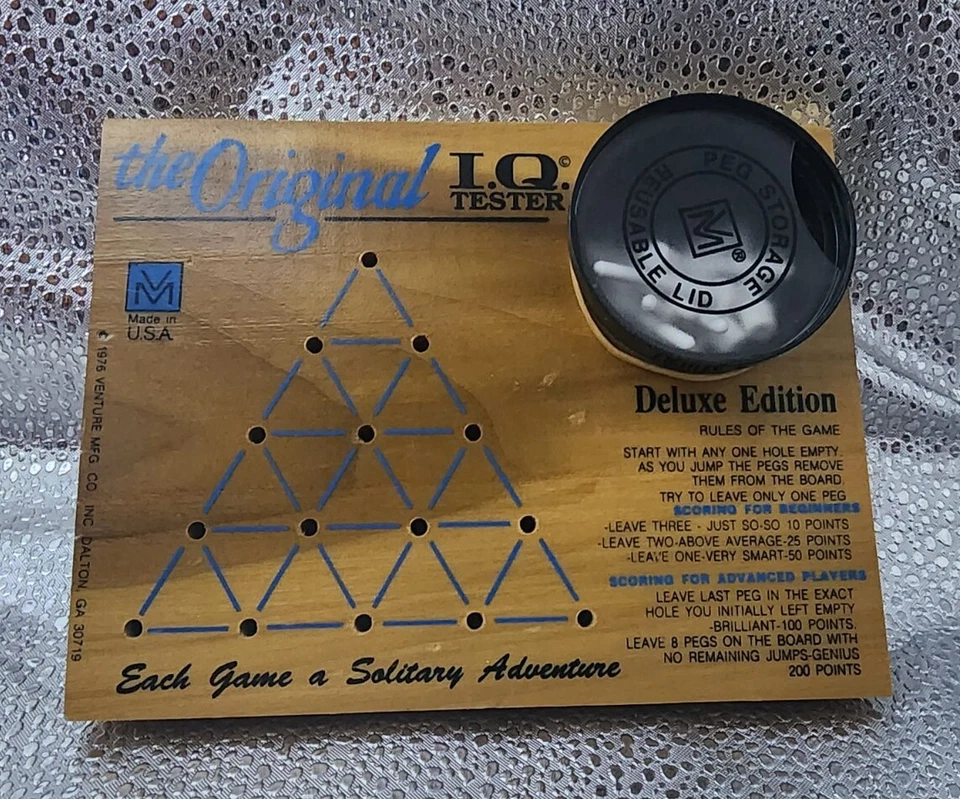 the Original I.Q.©
TESTER
REUSABLE LID PEG STORAGE
M®
Made in
U.S.A.
© 1976 VENTURE MFG. CO., INC. DALTON, GA 30719
Deluxe Edition
RULES OF THE GAME
START WITH ANY ONE HOLE EMPTY.
AS YOU JUMP THE PEGS REMOVE
THEM FROM THE BOARD.
TRY TO LEAVE ONLY ONE PEG
SCORING FOR BEGINNERS
-LEAVE THREE - JUST SO-SO 10 POINTS
-LEAVE TWO-ABOVE AVERAGE-25 POINTS
-LEAVE ONE-VERY SMART-50 POINTS
SCORING FOR ADVANCED PLAYERS
LEAVE LAST PEG IN THE EXACT
HOLE YOU INITIALLY LEFT EMPTY
-BRILLIANT-100 POINTS.
LEAVE 8 PEGS ON THE BOARD WITH
NO REMAINING JUMPS-GENIUS
200 POINTS
Each Game a Solitary Adventure